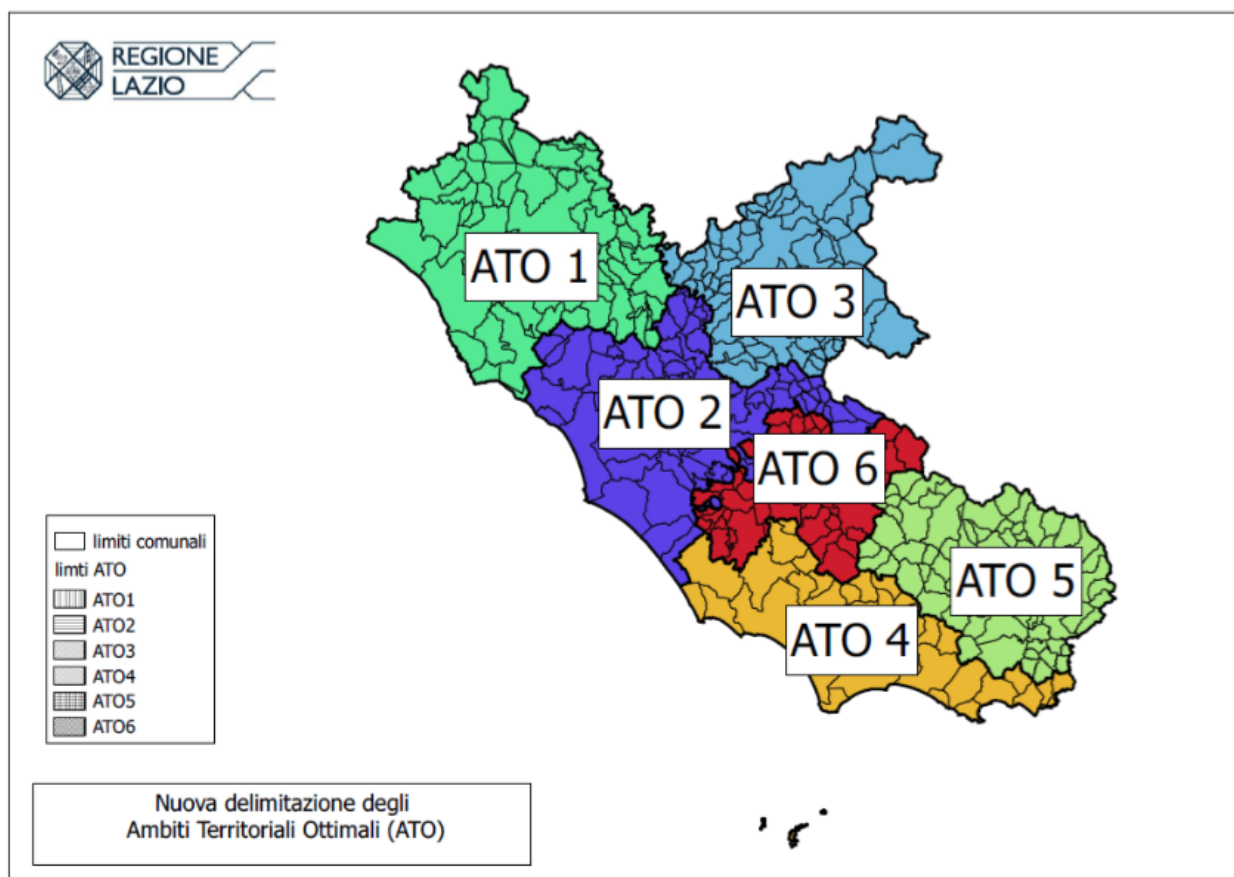 REGIONE
LAZIO
ATO 1
ATO 3
ATO 2
ATO 6
ATO 5
ATO 4
limiti comunali
limti ATO
ATO1
ATO2
ATO3
ATO4
ATO5
ATO6
Nuova delimitazione degli
Ambiti Territoriali Ottimali (ATO)